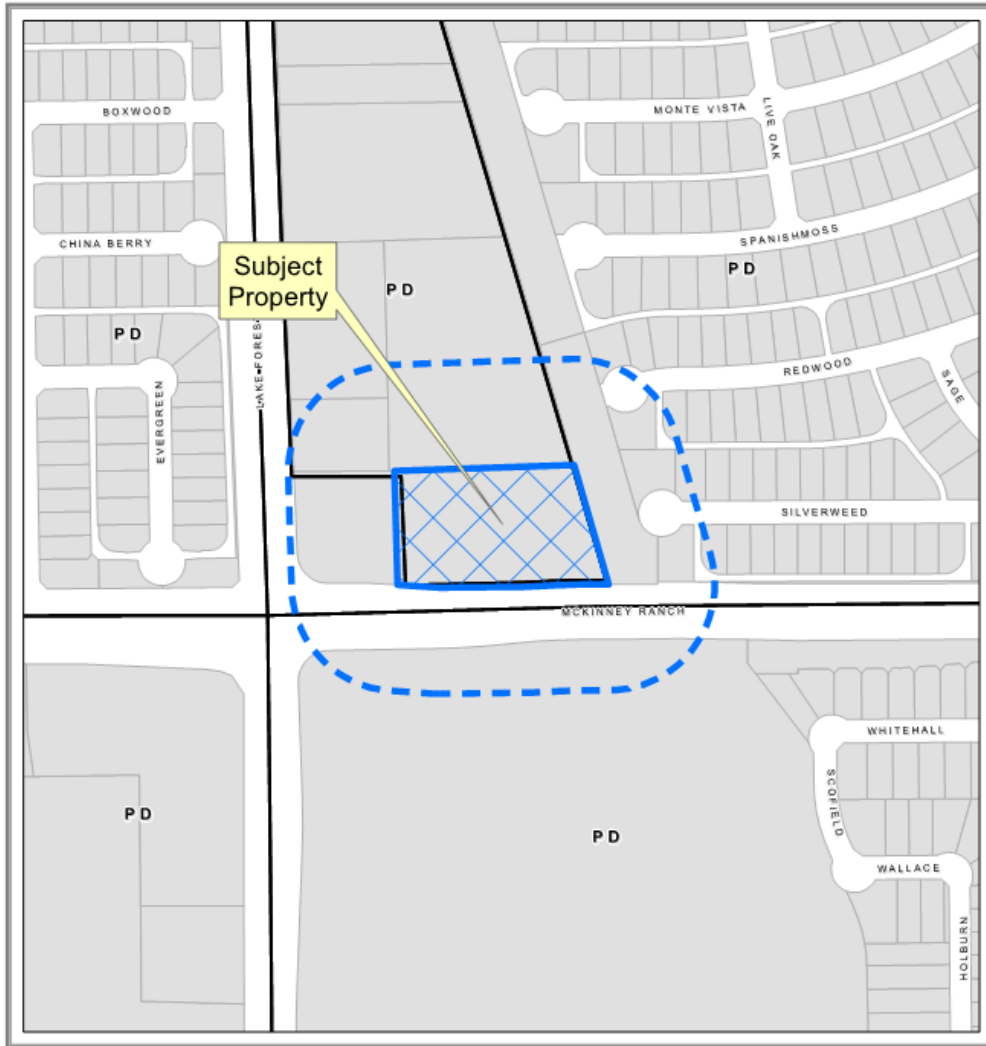 BOXWOOD
MONTE VISTA
LIVE OAK
CHINA BERRY
SPANISHMOSS
PD
Subject
Property
PD
PD
LAKE FORES
REDWOOD
SAGE
EVERGREEN
SILVERWEED
MCKINNEY RANCH
WHITEHALL
SCOFIELD
PD
PD
WALLACE
HOLBURN